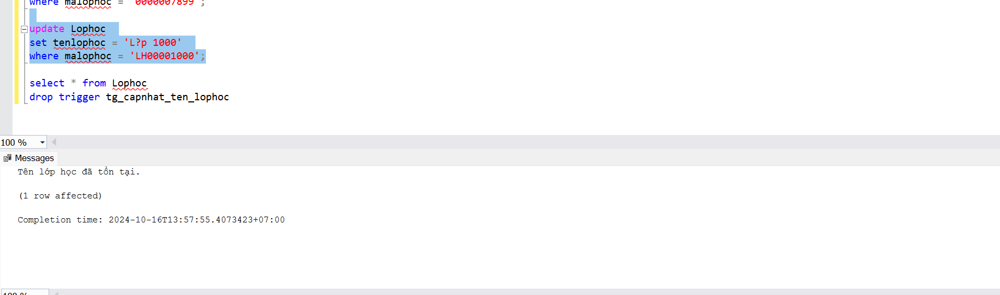 where malophoc = '0000007899';
update Lophoc
set tenlophoc = 'L?p 1000'
where malophoc = 'LH00001000';
select * from Lophoc
drop trigger tg_capnhat_ten_lophoc
100 %
Messages
Tên lớp học đã tồn tại.
(1 row affected)
Completion time: 2024-10-16T13:57:55.4073423+07:00
100 %